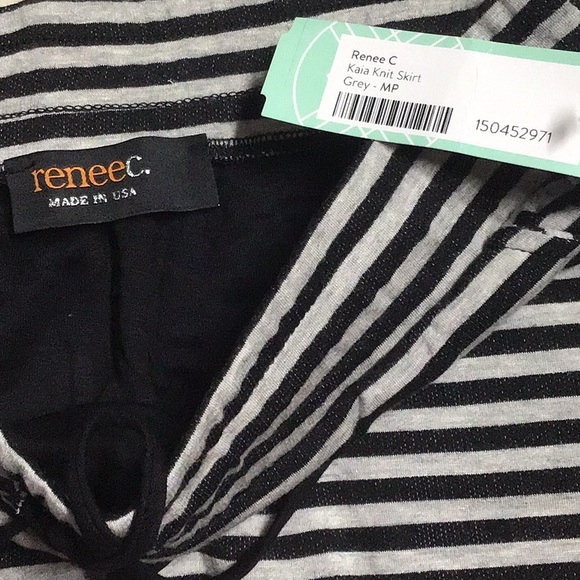 Renee C
Kaia Knit Skirt
Grey - MP
150452971
reneeC.
MADE IN USA